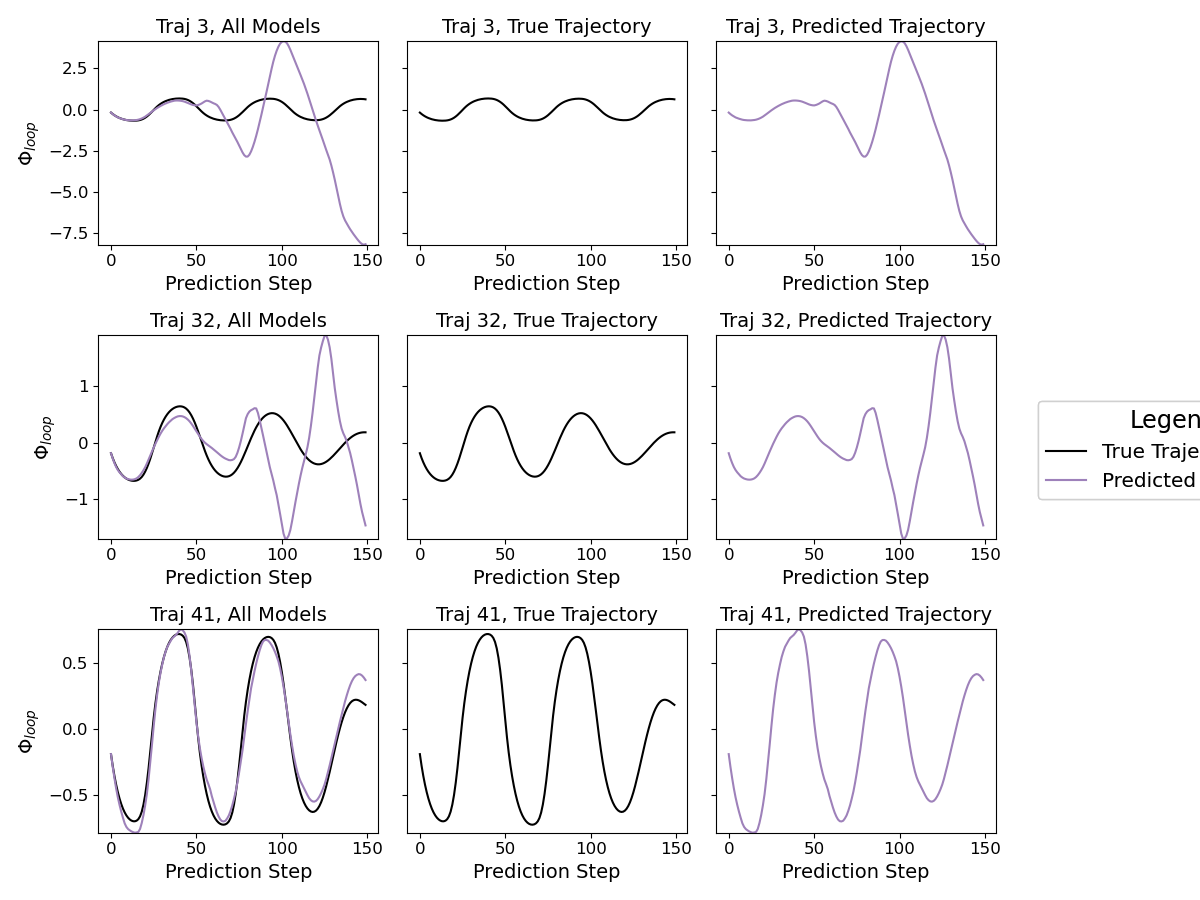 Traj 3, All Models
Traj 3, True Trajectory
Traj 3, Predicted Trajectory
Φloop
2.5
0.0
−2.5
−5.0
−7.5
0 50 100 150
0 50 100 150
0 50 100 150
Prediction Step
Prediction Step
Prediction Step
Traj 32, All Models
Traj 32, True Trajectory
Traj 32, Predicted Trajectory
Φloop
1
0
−1
0 50 100 150
0 50 100 150
0 50 100 150
Prediction Step
Prediction Step
Prediction Step
Legen
True Traje
Predicted
Traj 41, All Models
Traj 41, True Trajectory
Traj 41, Predicted Trajectory
Φloop
0.5
0.0
−0.5
0 50 100 150
0 50 100 150
0 50 100 150
Prediction Step
Prediction Step
Prediction Step